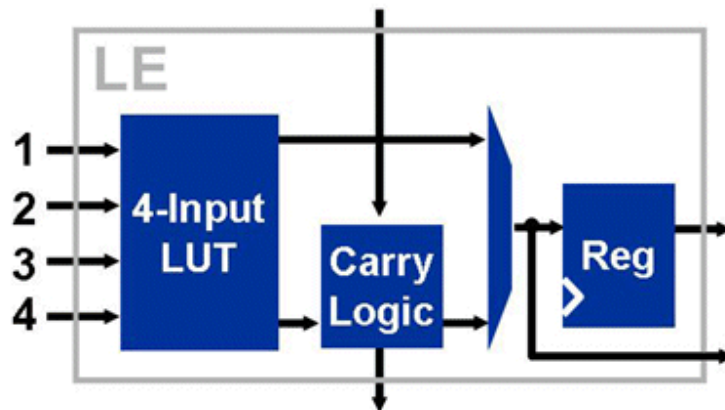 LE
1
2
3
4
4-Input
LUT
Carry
Logic
Reg